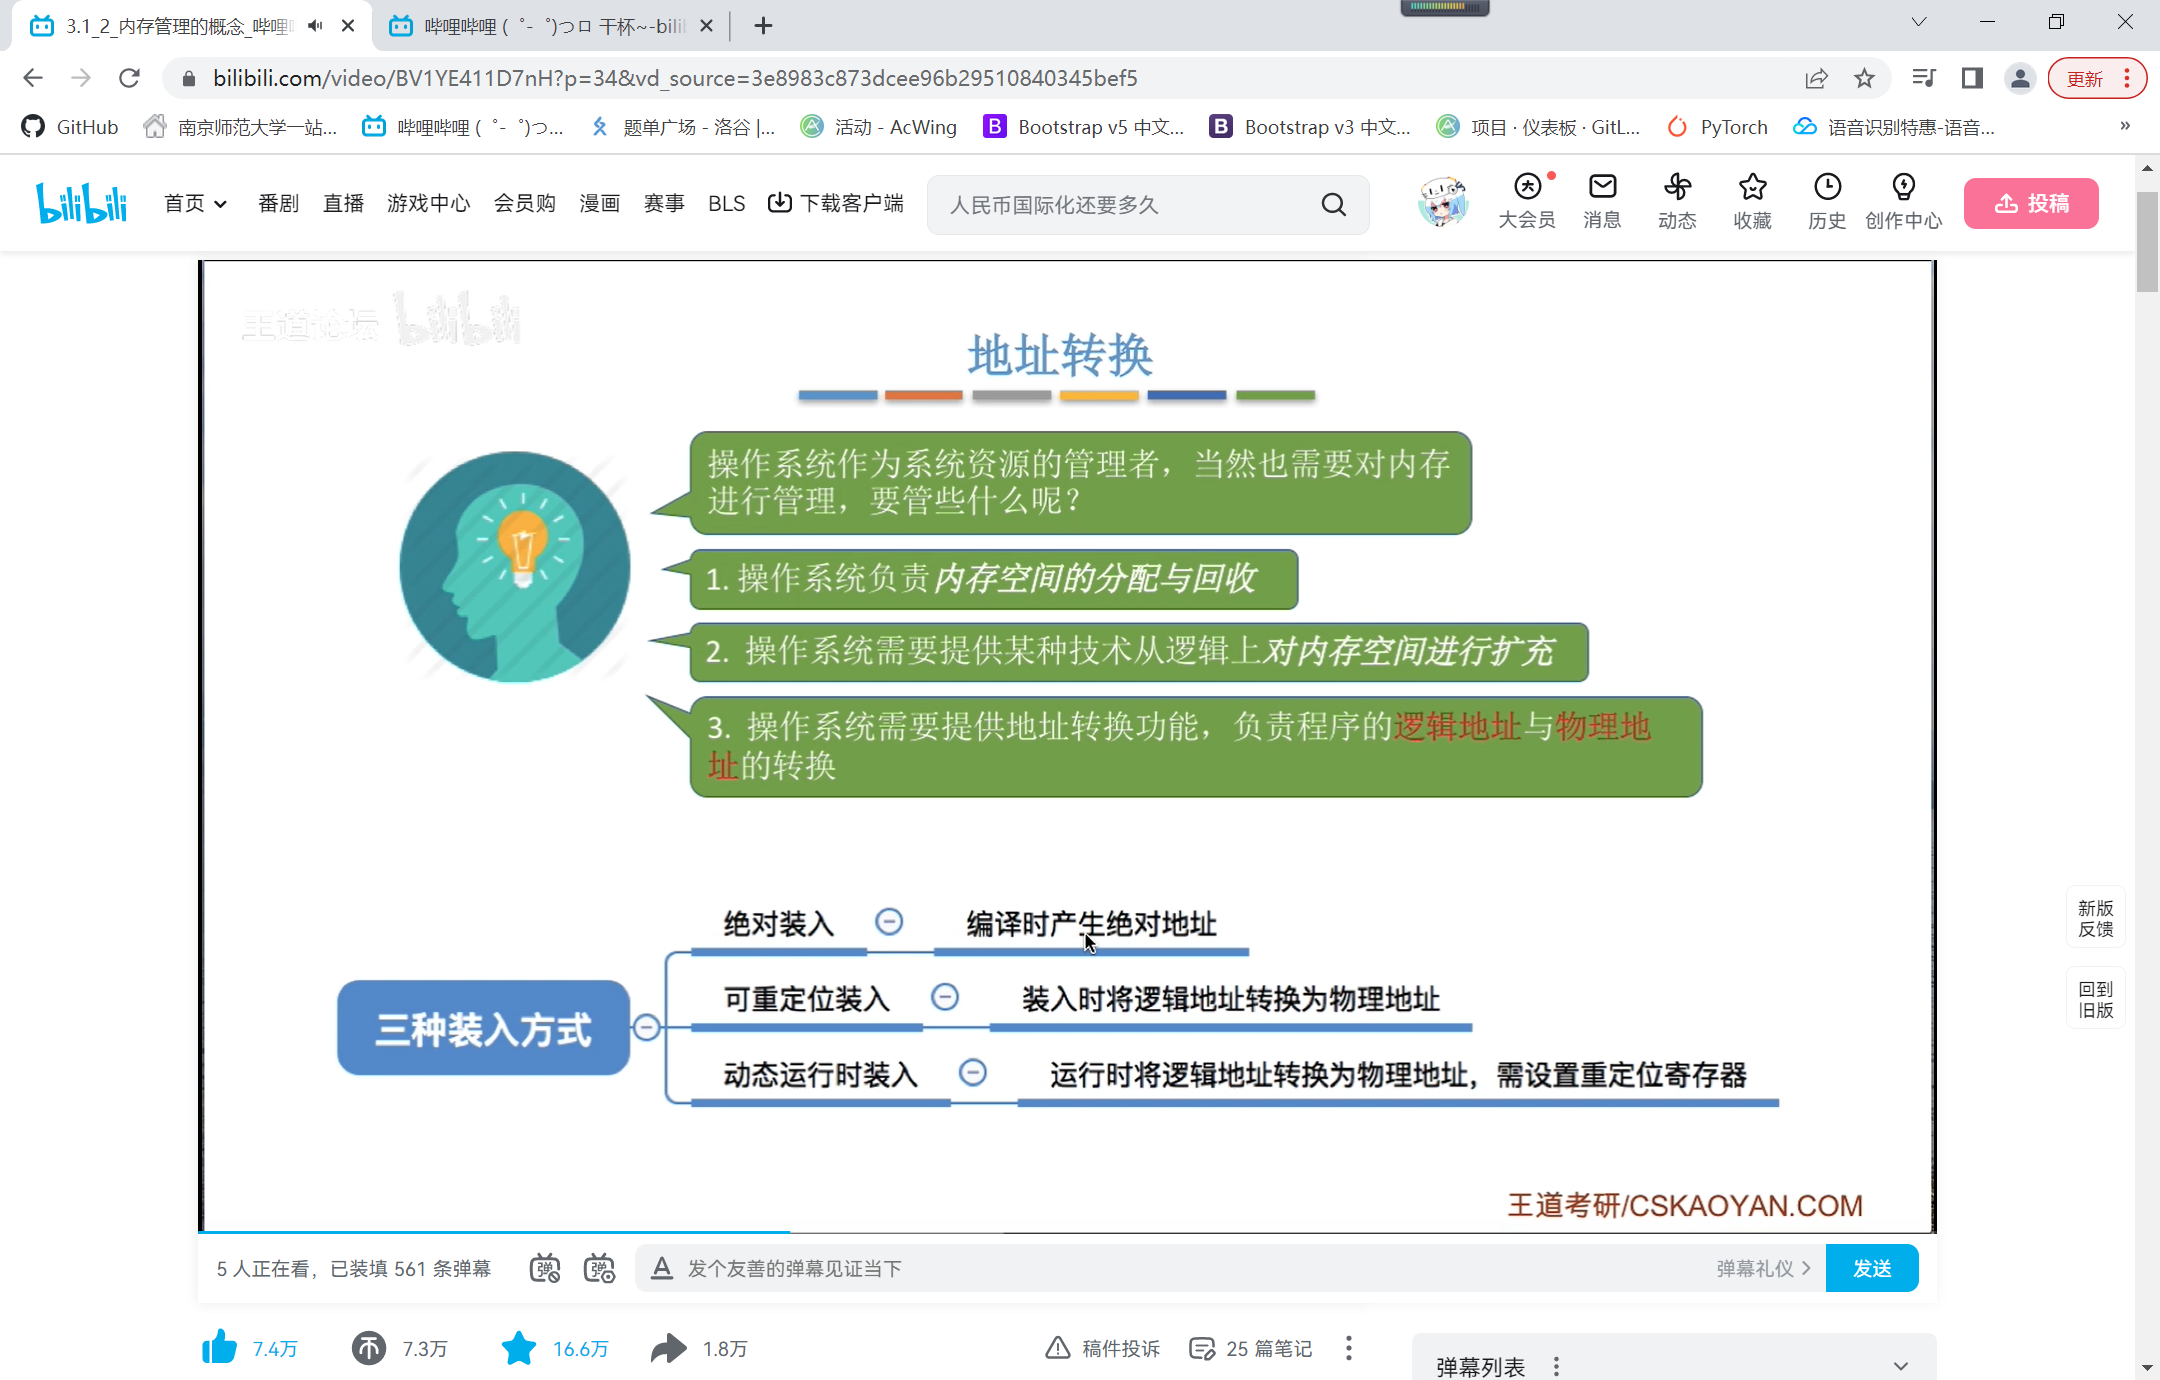 3.1_2_内存管理的概念_哔哩
哔哩哔哩 (゜-゜)つロ 干杯~-bili
bilibili.com/video/BV1YE411D7nH?p=34&vd_source=3e8983c873dcee96b29510840345bef5
更新
GitHub
南京师范大学一站...
哔哩哔哩 (゜-゜)つ...
题单广场 - 洛谷 |...
活动 - AcWing
Bootstrap v5 中文...
Bootstrap v3 中文...
项目 · 仪表板 · GitL...
PyTorch
语音识别特惠-语音...
»
bilibili
首页
番剧
直播
游戏中心
会员购
漫画
赛事
BLS
下载客户端
人民币国际化还要多久
大会员
消息
动态
收藏
历史
创作中心
投稿
王道论坛 bilibili
地址转换
操作系统作为系统资源的管理者，当然也需要对内存
进行管理，要管些什么呢？
1. 操作系统负责内存空间的分配与回收
2. 操作系统需要提供某种技术从逻辑上对内存空间进行扩充
3. 操作系统需要提供地址转换功能，负责程序的逻辑地址与物理地
址的转换
三种装入方式
绝对装入
编译时产生绝对地址
可重定位装入
装入时将逻辑地址转换为物理地址
动态运行时装入
运行时将逻辑地址转换为物理地址，需设置重定位寄存器
王道考研/CSKAOYAN.COM
新版
反馈
回到
旧版
5 人正在看，已装填 561 条弹幕
发个友善的弹幕见证当下
弹幕礼仪
发送
7.4万
7.3万
16.6万
1.8万
稿件投诉
25 篇笔记
弹幕列表